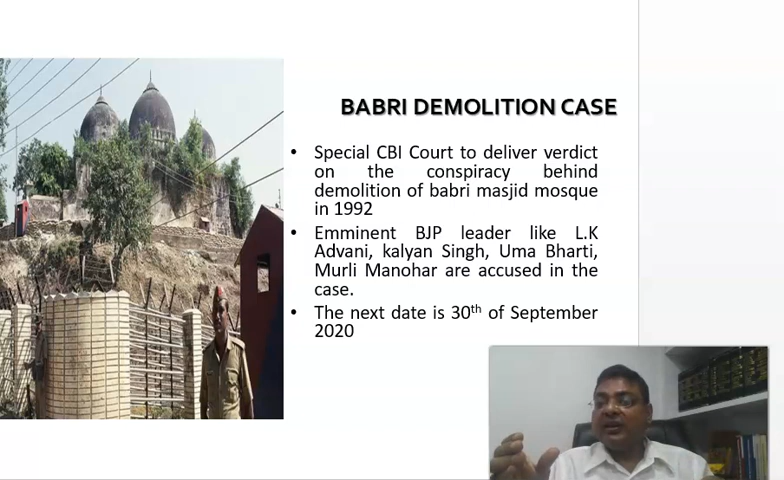 BABRI DEMOLITION CASE
• Special CBI Court to deliver verdict
on the conspiracy behind
demolition of babri masjid mosque
in 1992
• Emminent BJP leader like L.K
Advani, kalyan Singh, Uma Bharti,
Murli Manohar are accused in the
case.
• The next date is 30th of September
2020